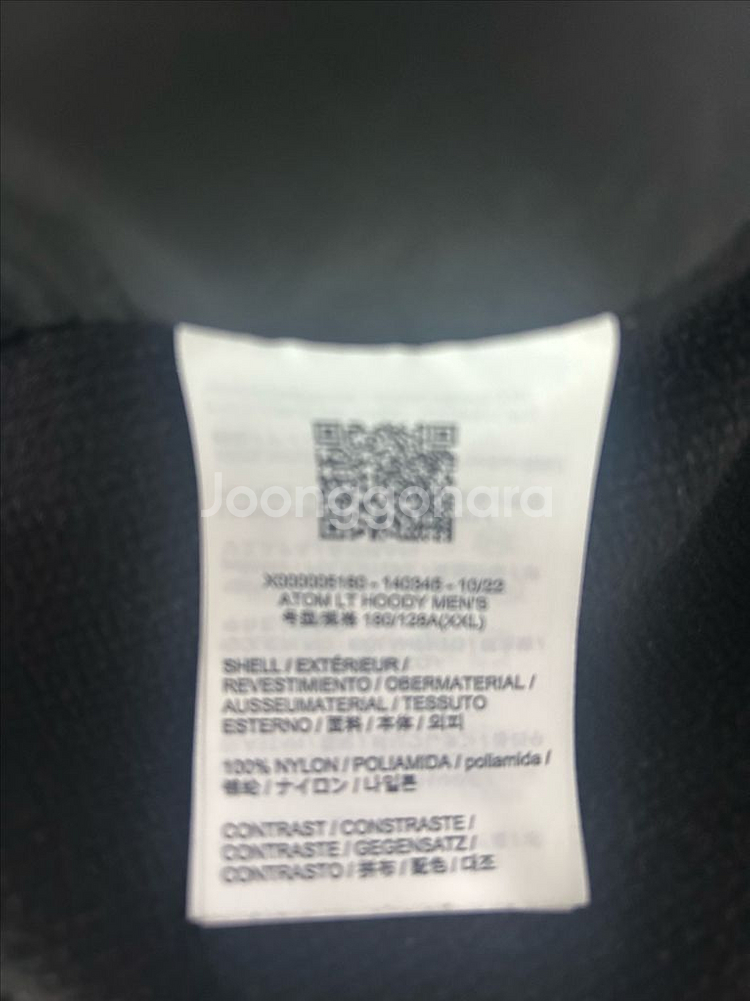 Joonggonara
X000006160 - 140346 - 10/22
ATOM LT HOODY MEN'S
号型/规格 180/128A(XXL)
SHELL / EXTÉRIEUR /
REVESTIMIENTO / OBERMATERIAL /
AUSSEUMATERIAL / TESSUTO
ESTERNO / 面料 / 本体 / 외피
100% NYLON / POLIAMIDA / poliamida /
锦纶 / ナイロン / 나일론
CONTRAST / CONSTRASTE /
CONTRASTE / GEGENSATZ /
CONTRASTO / 拼布 / 配色 / 대조